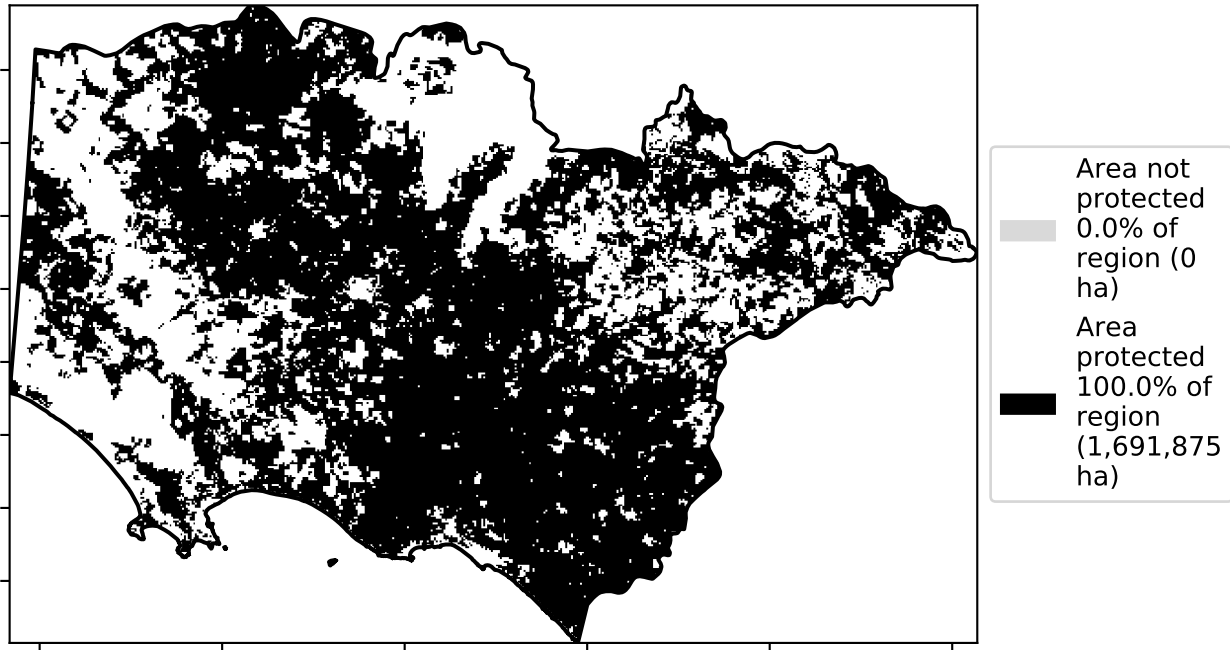 Area not
protected
0.0% of
region (0
ha)
Area
protected
100.0% of
region
(1,691,875
ha)